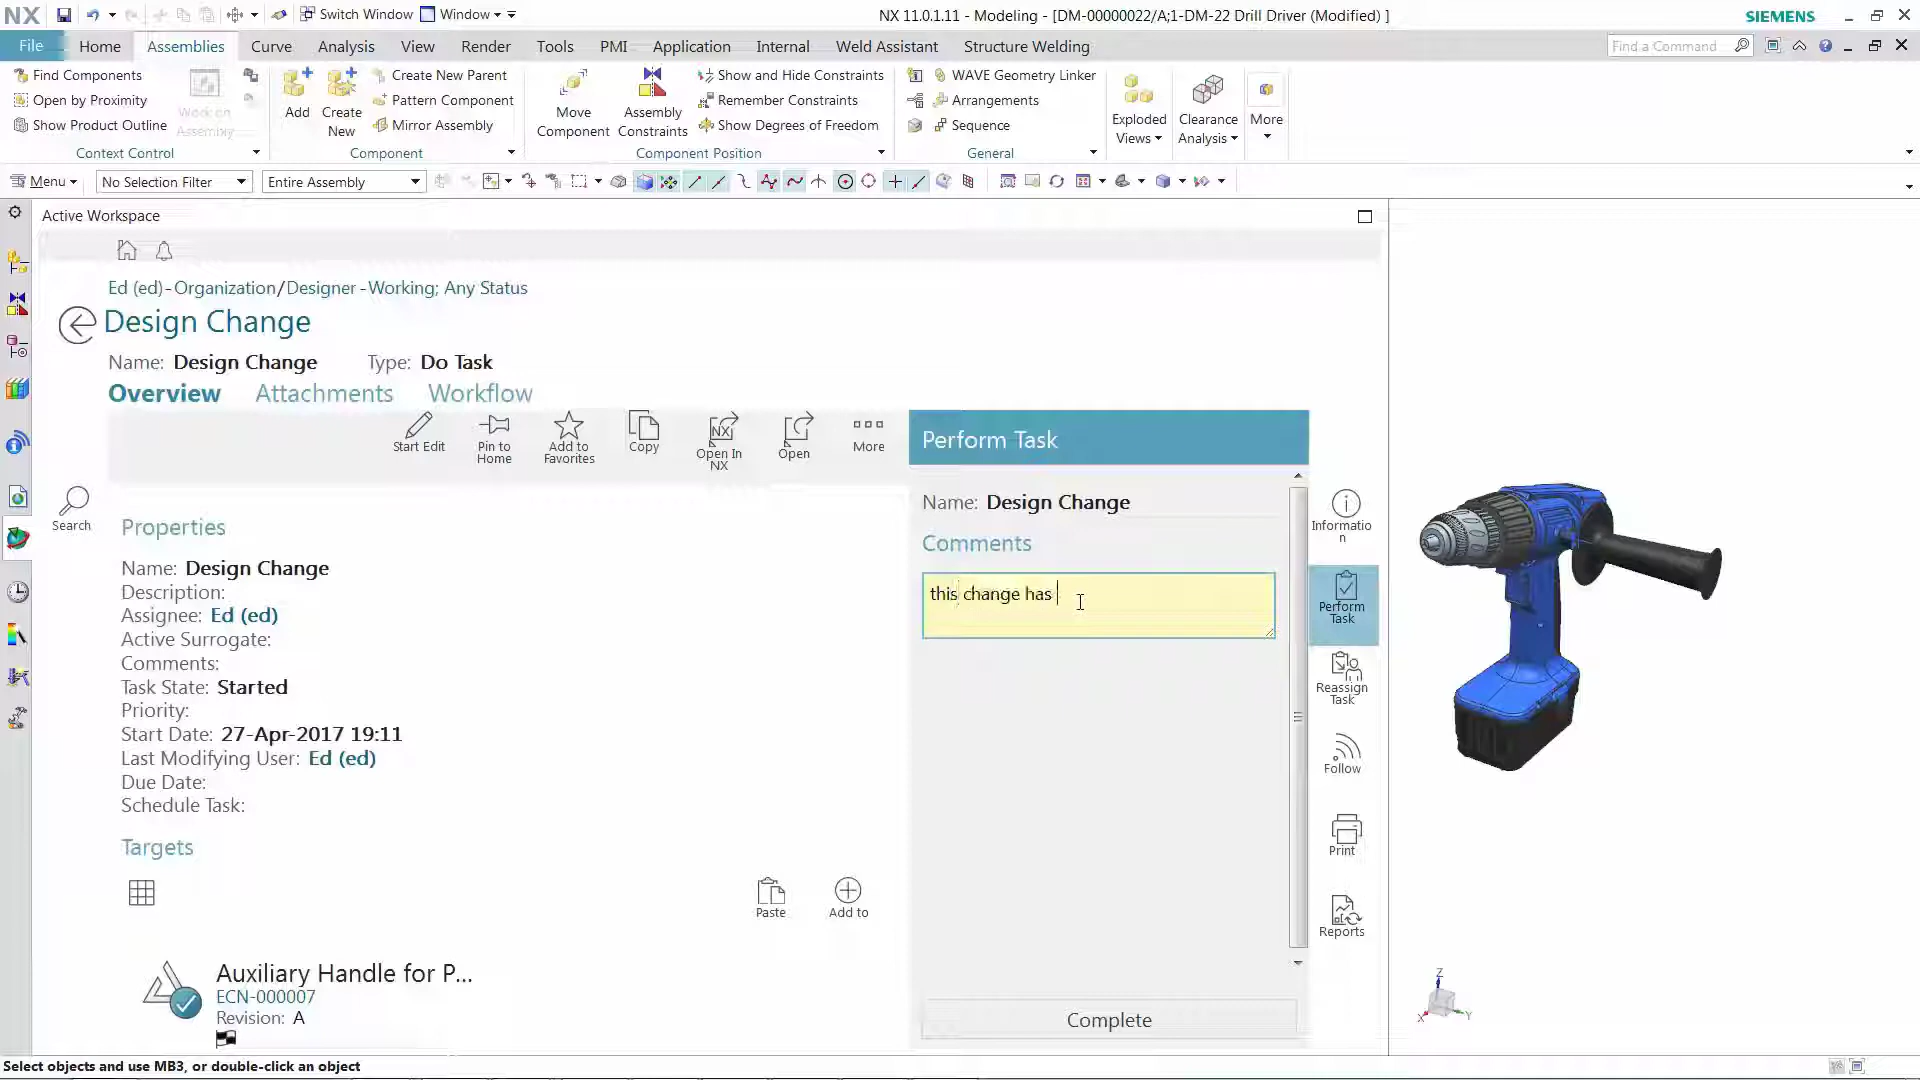 NX
Switch Window
Window
NX 11.0.1.11 - Modeling - [DM-00000022/A;1-DM-22 Drill Driver (Modified) ]
SIEMENS
File
Home
Assemblies
Curve
Analysis
View
Render
Tools
PMI
Application
Internal
Weld Assistant
Structure Welding
Find a Command
Find Components
Open by Proximity
Show Product Outline
Work on
Assembly
Context Control
Add
Create
New
Create New Parent
Pattern Component
Mirror Assembly
Component
Move
Component
Assembly
Constraints
Show and Hide Constraints
Remember Constraints
Show Degrees of Freedom
Component Position
WAVE Geometry Linker
Arrangements
Sequence
General
Exploded
Views
Clearance
Analysis
More
Menu
No Selection Filter
Entire Assembly
Active Workspace
Ed (ed)-Organization/Designer -Working; Any Status
Design Change
Name: Design Change
Type: Do Task
Overview
Attachments
Workflow
Start Edit
Pin to
Home
Add to
Favorites
Copy
NX
Open In
NX
Open
More
Search
Properties
Name: Design Change
Description:
Assignee: Ed (ed)
Active Surrogate:
Comments:
Task State: Started
Priority:
Start Date: 27-Apr-2017 19:11
Last Modifying User: Ed (ed)
Due Date:
Schedule Task:
Targets
Paste
Add to
Auxiliary Handle for P...
ECN-000007
Revision: A
Perform Task
Name: Design Change
Comments
this change has
Complete
Informatio
n
Perform
Task
Reassign
Task
Follow
Print
Reports
Z
X
Y
Select objects and use MB3, or double-click an object